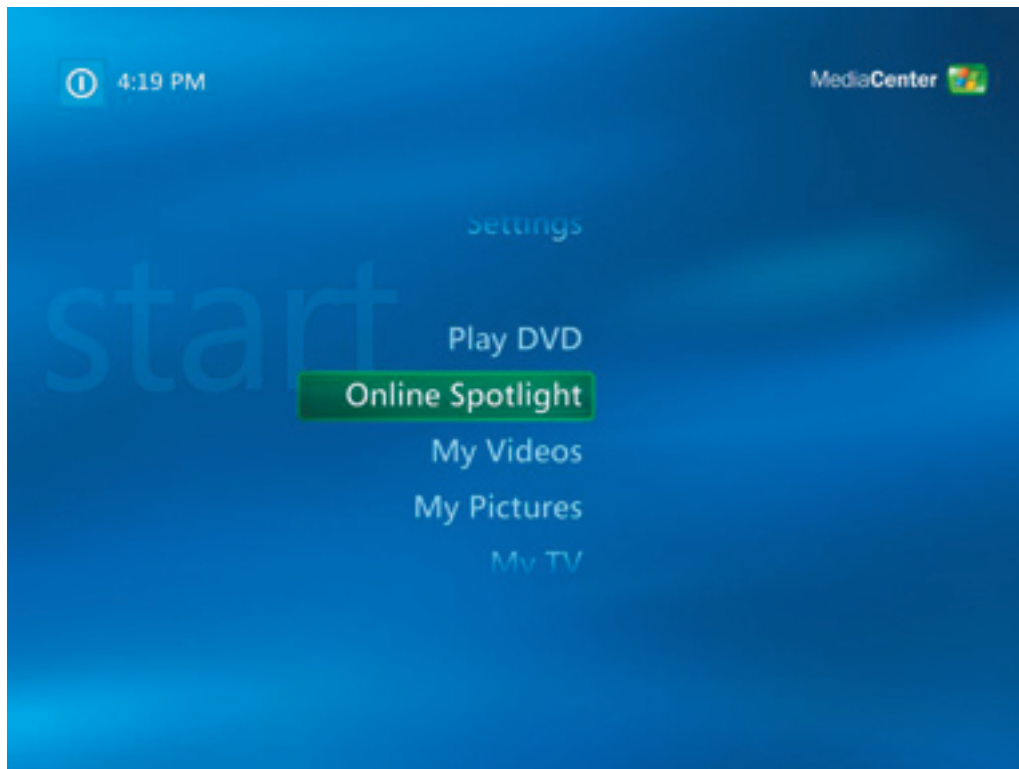 4:19 PM
MediaCenter
Settings
start
Play DVD
Online Spotlight
My Videos
My Pictures
My TV